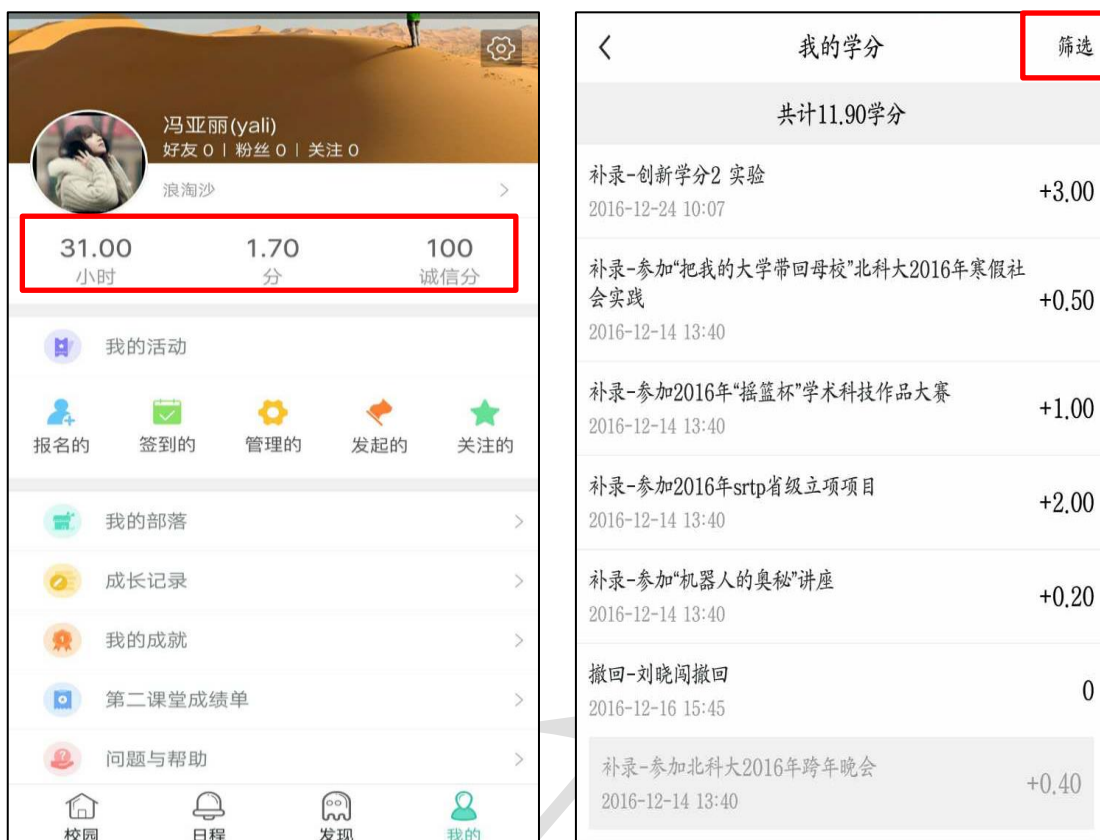 冯亚丽(yali)
好友 0 | 粉丝 0 | 关注 0
浪淘沙
31.00 1.70 100
小时 分 诚信分
我的活动
报名的 签到的 管理的 发起的 关注的
我的部落
成长记录
我的成就
第二课堂成绩单
问题与帮助
校园 日程 发现 我的
我的学分 筛选
共计11.90学分
补录-创新学分2 实验
+3.00
2016-12-24 10:07
补录-参加“把我的大学带回母校”北科大2016年寒假社
会实践
+0.50
2016-12-14 13:40
补录-参加2016年“摇篮杯”学术科技作品大赛
+1.00
2016-12-14 13:40
补录-参加2016年srtp省级立项项目
+2.00
2016-12-14 13:40
补录-参加“机器人的奥秘”讲座
+0.20
2016-12-14 13:40
撤回-刘晓闯撤回
0
2016-12-16 15:45
补录-参加北科大2016年跨年晚会
+0.40
2016-12-14 13:40